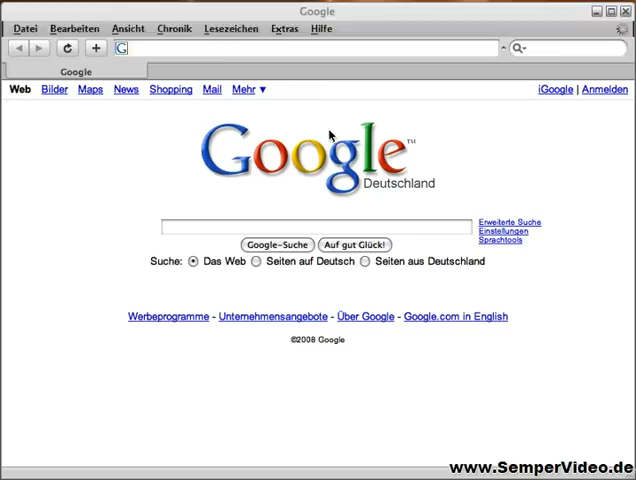 Google
Datei Bearbeiten Ansicht Chronik Lesezeichen Extras Hilfe
G
Google
Web Bilder Maps News Shopping Mail Mehr ▼ iGoogle | Anmelden
Google™
Deutschland
Erweiterte Suche
Einstellungen
Sprachtools
Google-Suche Auf gut Glück!
Suche: Das Web Seiten auf Deutsch Seiten aus Deutschland
Werbeprogramme - Unternehmensangebote - Über Google - Google.com in English
©2008 Google
www.SemperVideo.de